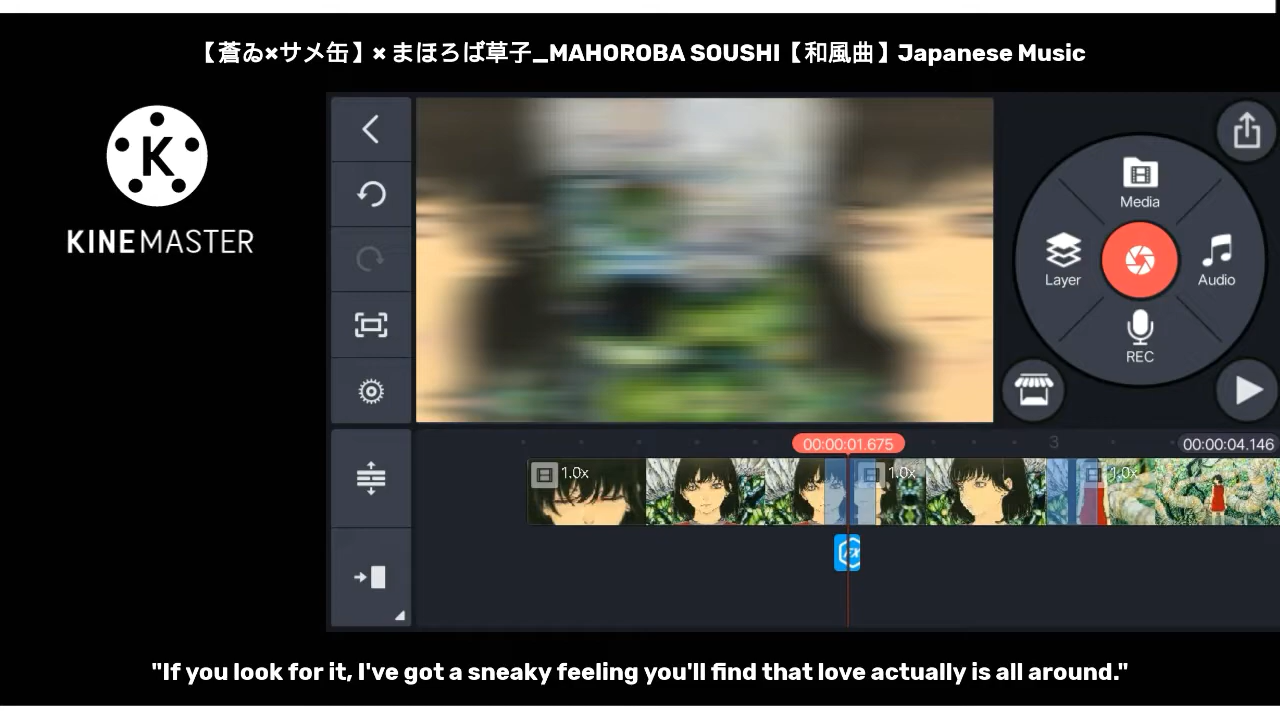 【蒼ゐ×サメ缶】× まほろば草子_MAHOROBA SOUSHI【和風曲】Japanese Music
K
KINEMASTER
Media
Layer
Audio
REC
00:00:01.675
3
00:00:04.146
1.0x
1.0x
1.0x
FX
"If you look for it, I've got a sneaky feeling you'll find that love actually is all around."